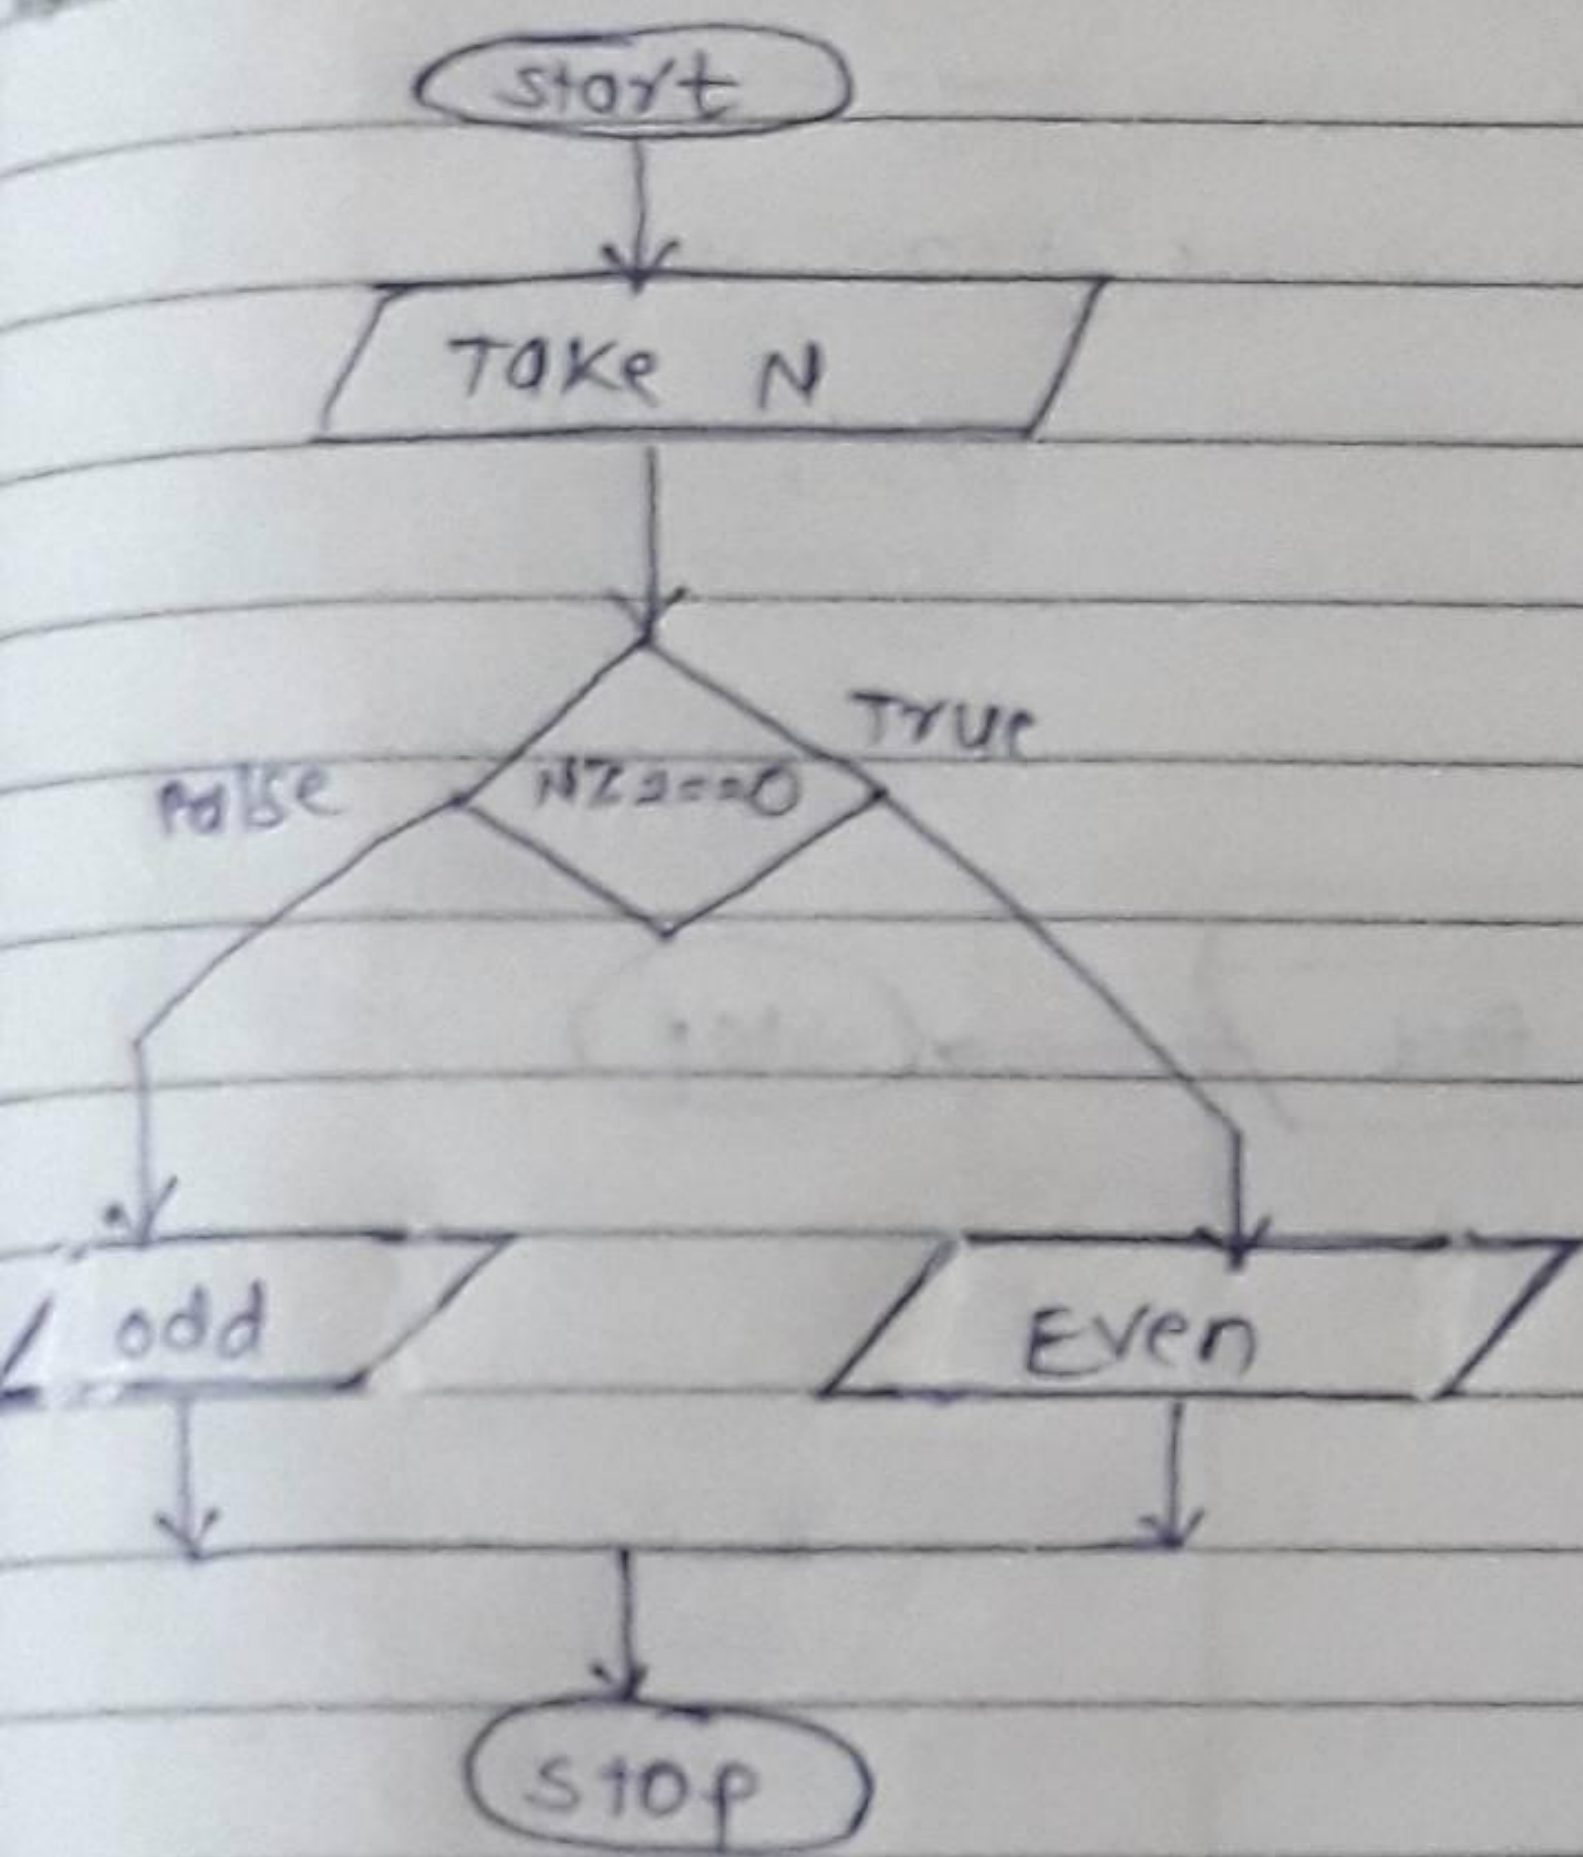 start
Take N
True
False
N%2==0
odd
Even
stop